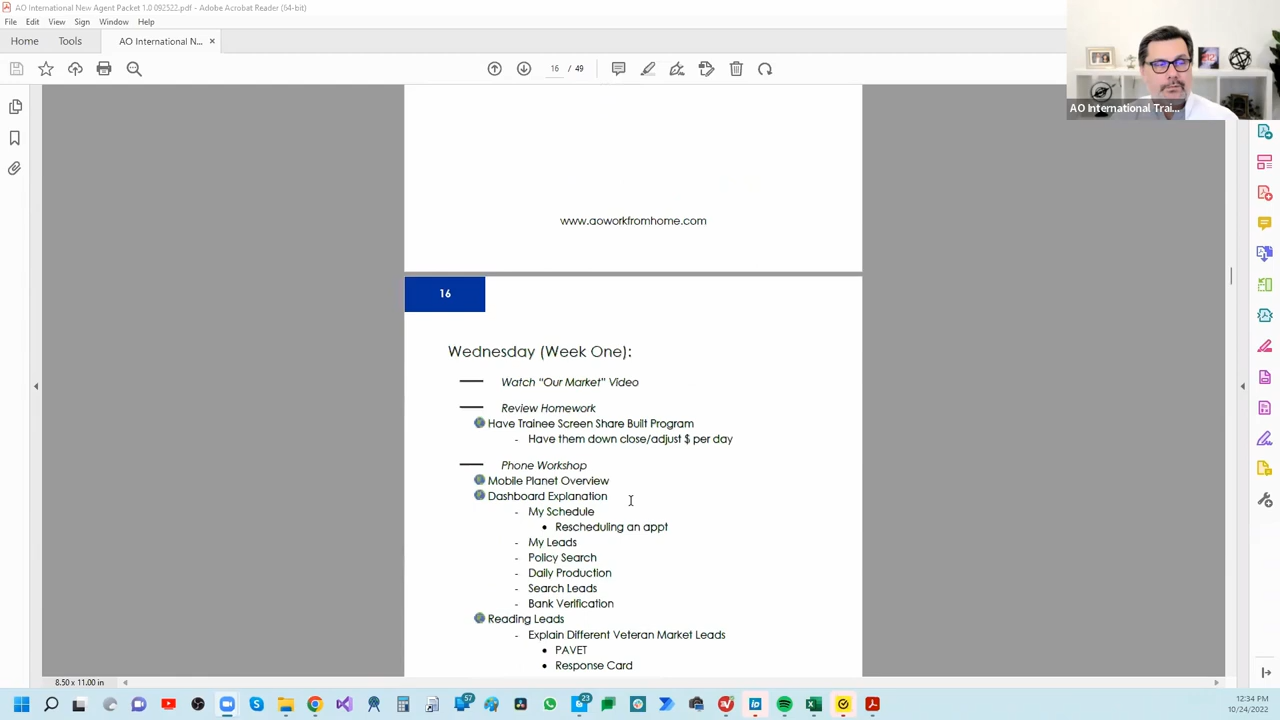 AO International New Agent Packet 1.0 092522.pdf - Adobe Acrobat Reader (64-bit)
File Edit View Sign Window Help
Home Tools AO International N... ×
16 / 49
AO International Trai...
www.aoworkfromhome.com
16
Wednesday (Week One):
Watch “Our Market” Video
Review Homework
Have Trainee Screen Share Built Program
- Have them down close/adjust $ per day
Phone Workshop
Mobile Planet Overview
Dashboard Explanation
- My Schedule
• Rescheduling an appt
- My Leads
- Policy Search
- Daily Production
- Search Leads
- Bank Verification
Reading Leads
- Explain Different Veteran Market Leads
• PAVET
• Response Card
8.50 x 11.00 in
57
23
12:34 PM
10/24/2022